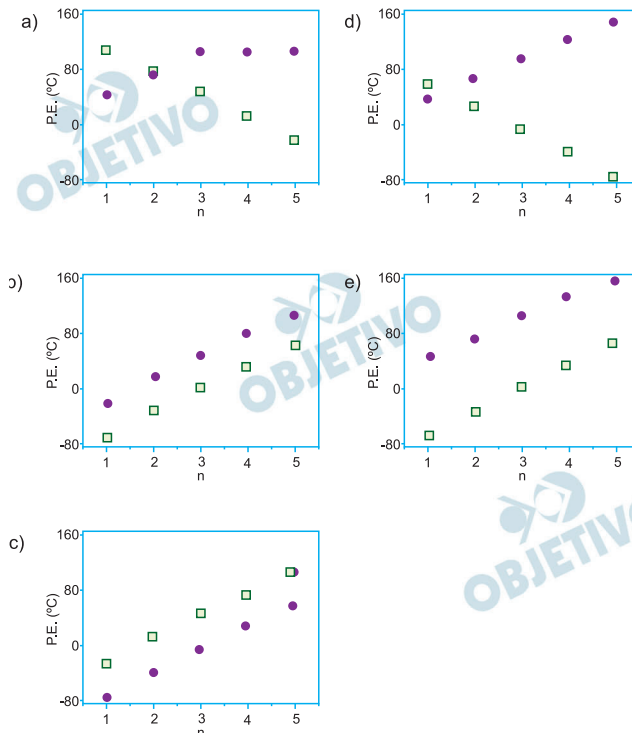 a)
P.E. (ºC)
160
80
0
-80
1 2 3 4 5
n
d)
P.E. (ºC)
160
80
0
-80
1 2 3 4 5
n
OBJETIVO
b)
P.E. (ºC)
160
80
0
-80
1 2 3 4 5
n
e)
P.E. (ºC)
160
80
0
-80
1 2 3 4 5
n
OBJETIVO
c)
P.E. (ºC)
160
80
0
-80
1 2 3 4 5
n
OBJETIVO